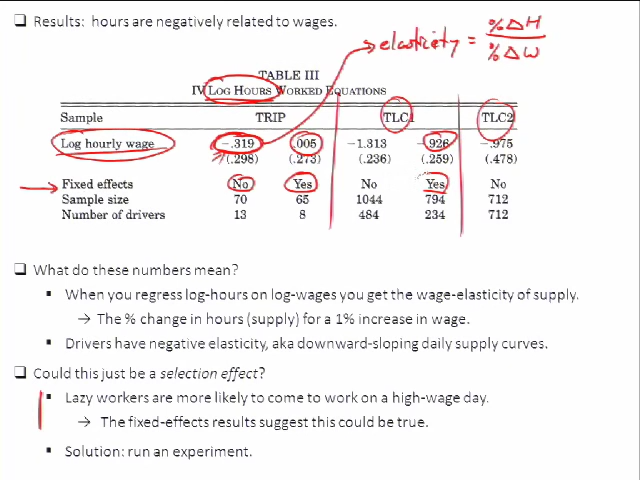 ❑ Results: hours are negatively related to wages.
elasticity = %ΔH / %ΔW
TABLE III
IV LOG HOURS WORKED EQUATIONS
Sample TRIP TLC1 TLC2
Log hourly wage −.319 .005 −1.313 −.926 −.975
(.298) (.273) (.236) (.259) (.478)
Fixed effects No Yes No Yes No
Sample size 70 65 1044 794 712
Number of drivers 13 8 484 234 712
❑ What do these numbers mean?
▪ When you regress log-hours on log-wages you get the wage-elasticity of supply.
→ The % change in hours (supply) for a 1% increase in wage.
▪ Drivers have negative elasticity, aka downward-sloping daily supply curves.
❑ Could this just be a selection effect?
▪ Lazy workers are more likely to come to work on a high-wage day.
→ The fixed-effects results suggest this could be true.
▪ Solution: run an experiment.